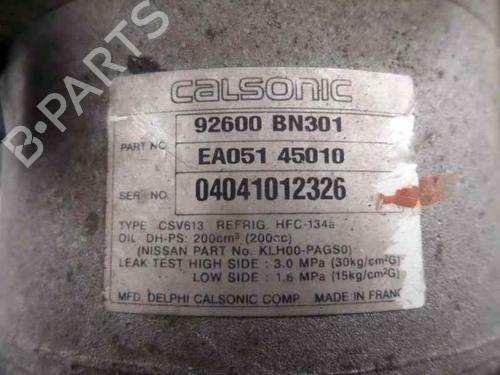 CALSONIC
92600 BN301
PART NO.
EA051 45010
SER NO. 04041012326
TYPE CSV613 REFRIG. HFC-134a
OIL DH-PS: 200cm³ (200cc)
(NISSAN PART No. KLH00-PAGS0)
LEAK TEST HIGH SIDE : 3.0 MPa (30kg/cm²G)
LOW SIDE : 1.6 MPa (15kg/cm²G)
MFD. DELPHI CALSONIC COMP. MADE IN FRANC
B-PARTS